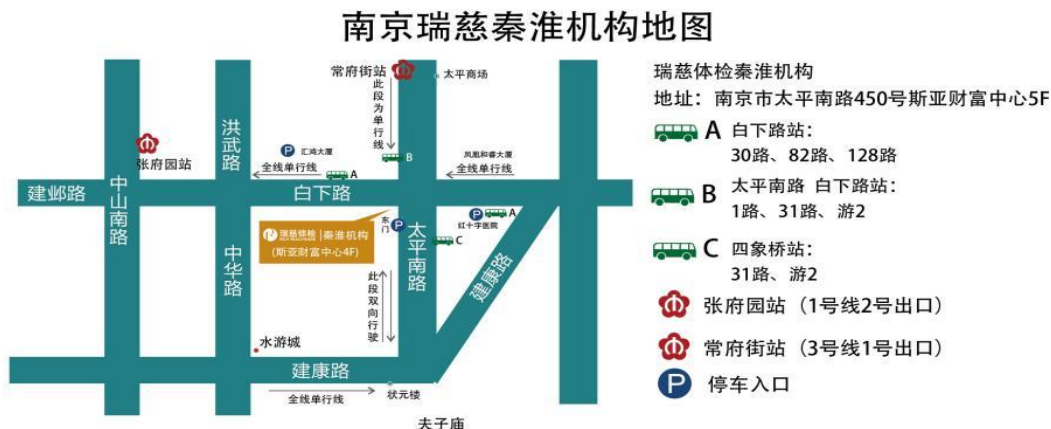 南京瑞慈秦淮机构地图
常府街站
太平商场
此段为单行线
洪武路
张府园站
P 汇鸿大厦
凤凰和睿大厦
B
全线单行线
A
全线单行线
建邺路
中山南路
白下路
瑞慈体检 | 秦淮机构
(斯亚财富中心4F)
东门
P
太平南路
P
A
红十字医院
C
中华路
建康路
此段双向行驶
水游城
建康路
全线单行线
状元楼
夫子庙
瑞慈体检秦淮机构
地址：南京市太平南路450号斯亚财富中心5F
A 白下路站：
30路、82路、128路
B 太平南路 白下路站：
1路、31路、游2
C 四象桥站：
31路、游2
张府园站（1号线2号出口）
常府街站（3号线1号出口）
P 停车入口